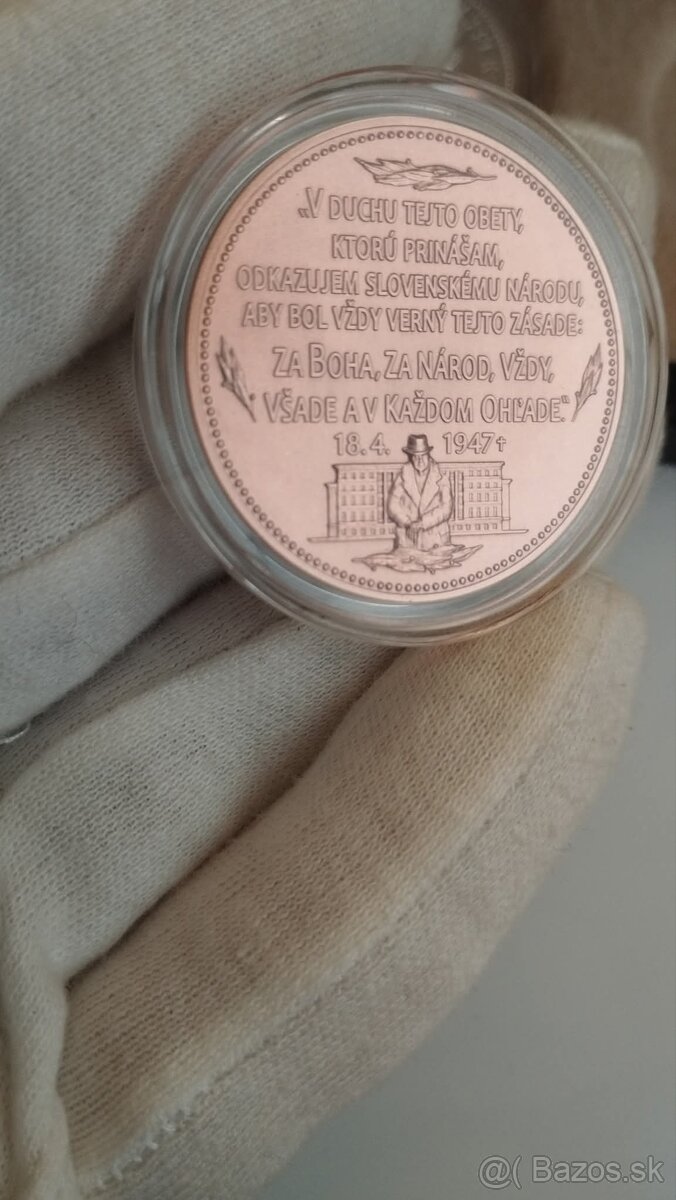 „V DUCHU TEJTO OBETY,
KTORÚ PRINÁŠAM,
ODKAZUJEM SLOVENSKÉMU NÁRODU,
ABY BOL VŽDY VERNÝ TEJTO ZÁSADE:
ZA BOHA, ZA NÁROD, VŽDY,
VŠADE A V KAŽDOM OHĽADE."
18.4. 1947†
@( Bazos.sk